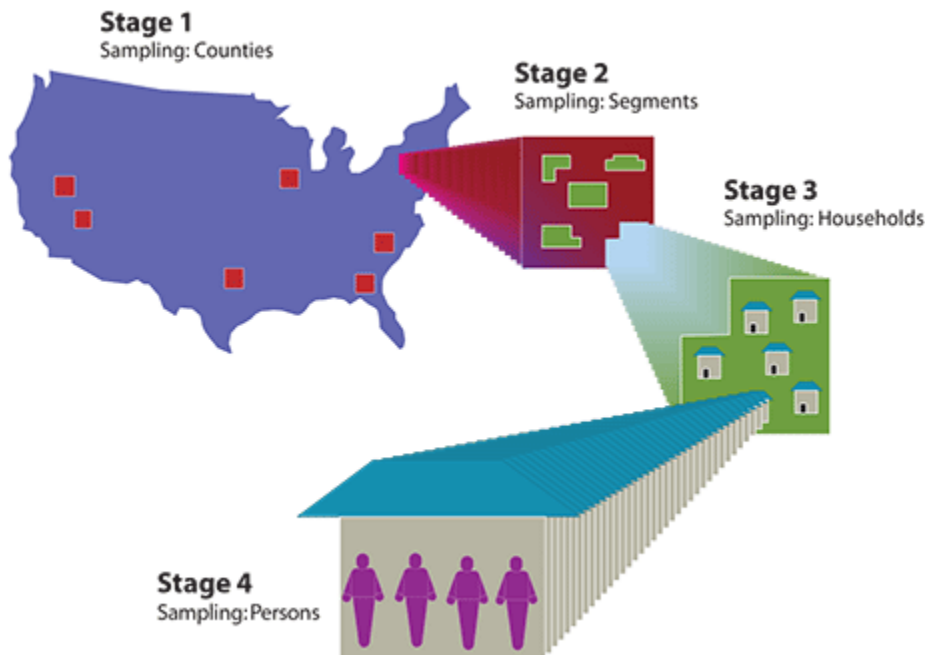 Stage 1
Sampling: Counties
Stage 2
Sampling: Segments
Stage 3
Sampling: Households
Stage 4
Sampling: Persons